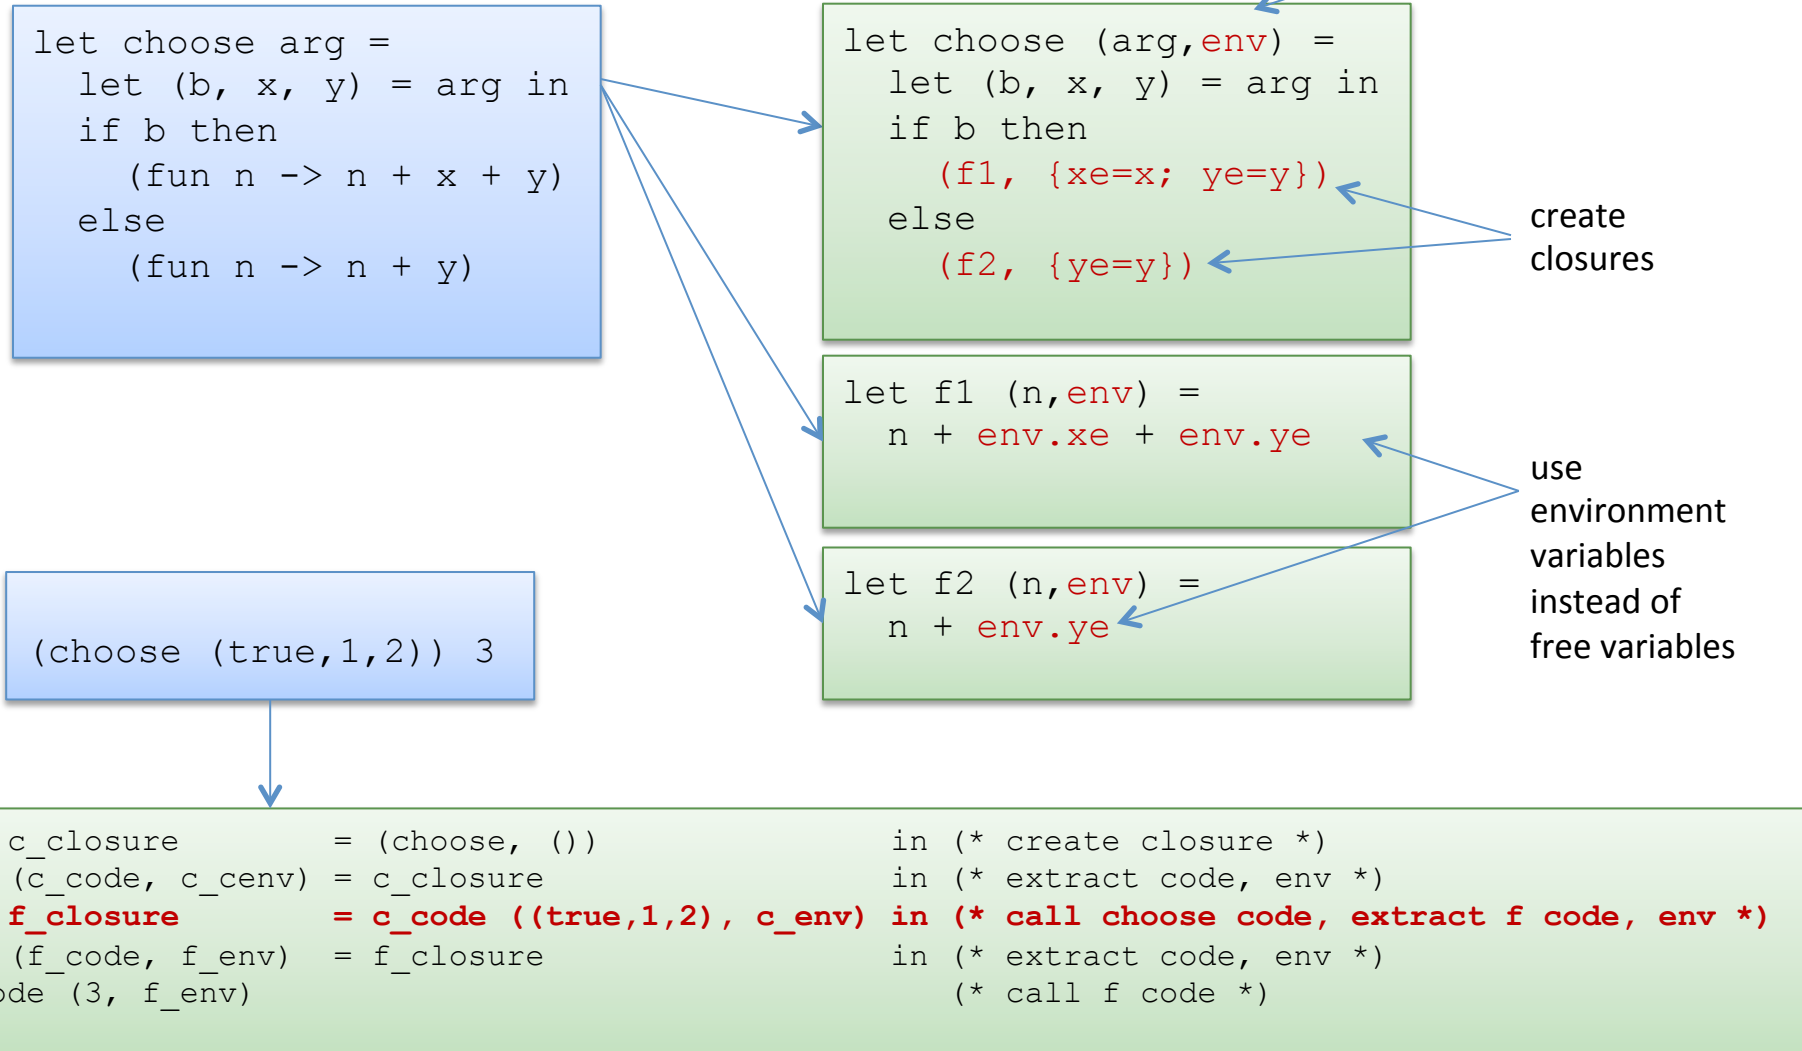 let choose arg =
let (b, x, y) = arg in
if b then
(fun n -> n + x + y)
else
(fun n -> n + y)
let choose (arg,env) =
let (b, x, y) = arg in
if b then
(f1, {xe=x; ye=y})
else
(f2, {ye=y})
create
closures
let f1 (n,env) =
n + env.xe + env.ye
let f2 (n,env) =
n + env.ye
use
environment
variables
instead of
free variables
(choose (true,1,2)) 3
c_closure = (choose, ()) in (* create closure *)
(c_code, c_cenv) = c_closure in (* extract code, env *)
f_closure = c_code ((true,1,2), c_env) in (* call choose code, extract f code, env *)
(f_code, f_env) = f_closure in (* extract code, env *)
ode (3, f_env) (* call f code *)